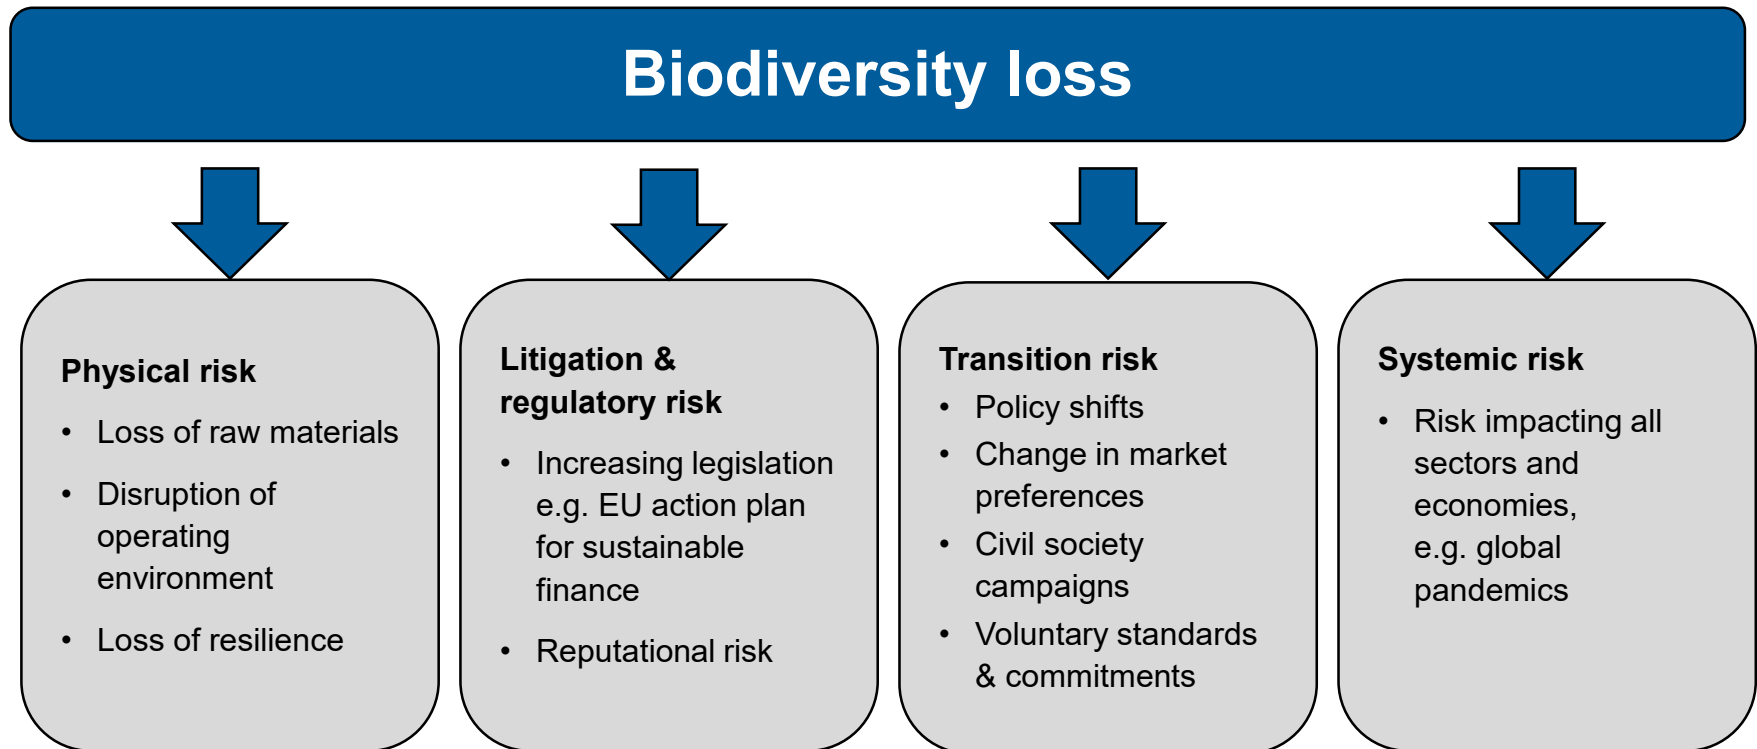 Biodiversity loss
Physical risk
• Loss of raw materials
• Disruption of
operating
environment
• Loss of resilience
Litigation &
regulatory risk
• Increasing legislation
e.g. EU action plan
for sustainable
finance
• Reputational risk
Transition risk
• Policy shifts
• Change in market
preferences
• Civil society
campaigns
• Voluntary standards
& commitments
Systemic risk
• Risk impacting all
sectors and
economies,
e.g. global
pandemics